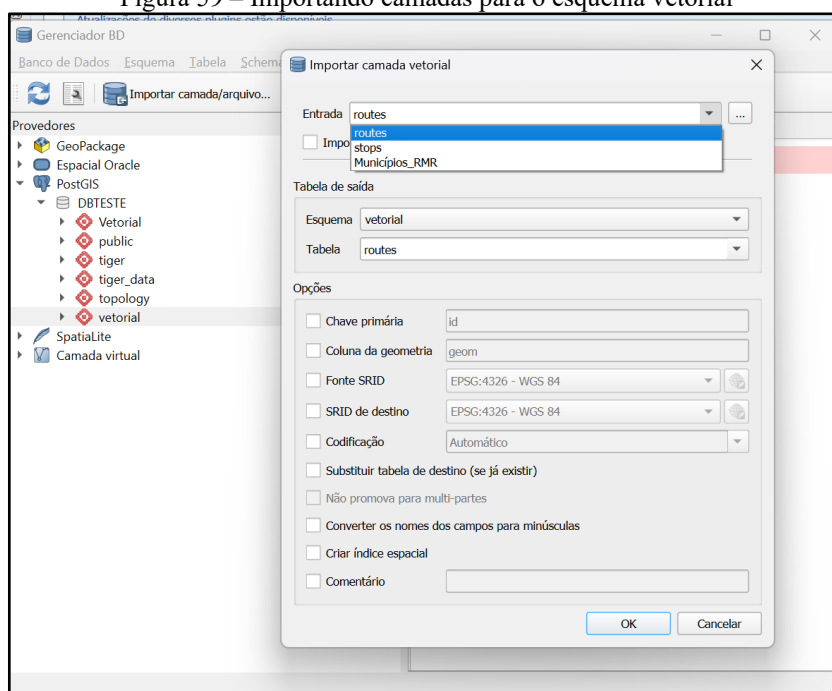 Figura 59 – Importando camadas para o esquema vetorial
Atualizações de diversos plugins estão disponíveis
Gerenciador BD
Banco de Dados Esquema Tabela Schema
Importar camada/arquivo...
Provedores
GeoPackage
Espacial Oracle
PostGIS
DBTESTE
Vetorial
public
tiger
tiger_data
topology
vetorial
SpatiaLite
Camada virtual
Importar camada vetorial
Entrada routes ...
routes
Impo
stops
Municípios_RMR
Tabela de saída
Esquema vetorial
Tabela routes
Opções
Chave primária id
Coluna da geometria geom
Fonte SRID EPSG:4326 - WGS 84
SRID de destino EPSG:4326 - WGS 84
Codificação Automático
Substituir tabela de destino (se já existir)
Não promova para multi-partes
Converter os nomes dos campos para minúsculas
Criar índice espacial
Comentário
OK Cancelar